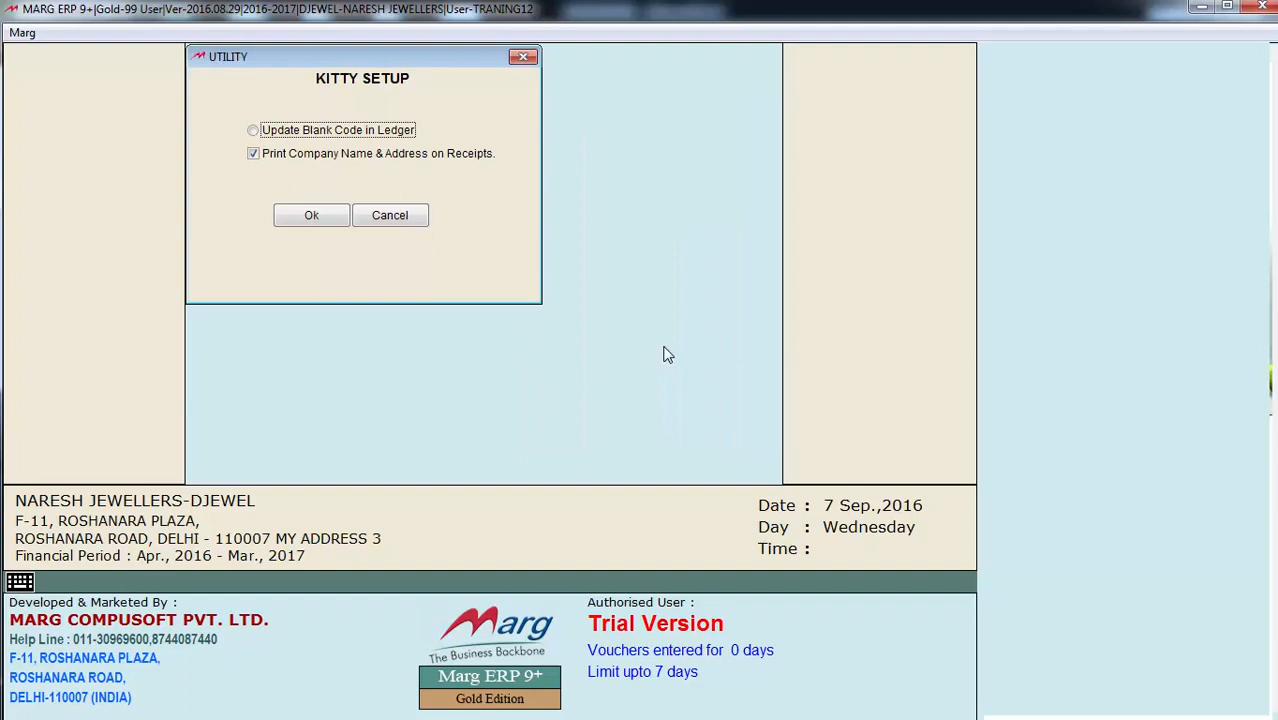 MARG ERP 9+|Gold-99 User|Ver-2016.08.29|2016-2017|DJEWEL-NARESH JEWELLERS|User-TRANING12
Marg
UTILITY
KITTY SETUP
Update Blank Code in Ledger
Print Company Name & Address on Receipts.
Ok Cancel
NARESH JEWELLERS-DJEWEL
F-11, ROSHANARA PLAZA,
ROSHANARA ROAD, DELHI - 110007 MY ADDRESS 3
Financial Period : Apr., 2016 - Mar., 2017
Date : 7 Sep.,2016
Day : Wednesday
Time :
Developed & Marketed By :
MARG COMPUSOFT PVT. LTD.
Help Line : 011-30969600,8744087440
F-11, ROSHANARA PLAZA,
ROSHANARA ROAD,
DELHI-110007 (INDIA)
Marg
The Business Backbone
Marg ERP 9+
Gold Edition
Authorised User :
Trial Version
Vouchers entered for 0 days
Limit upto 7 days